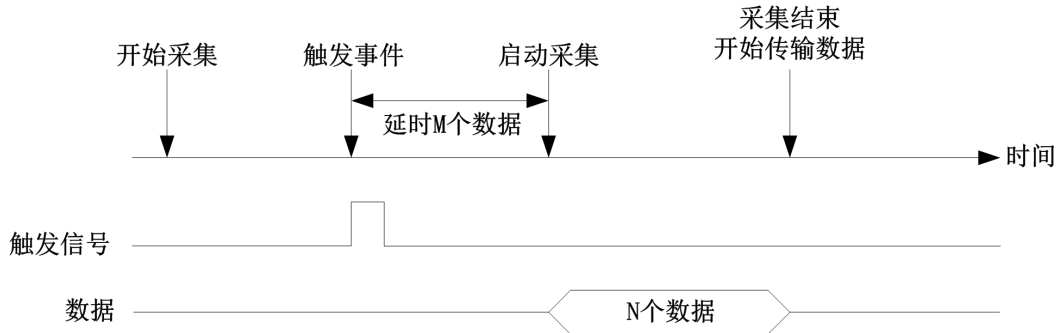 采集结束
开始传输数据
开始采集
触发事件
启动采集
延时M个数据
时间
触发信号
数据
N个数据